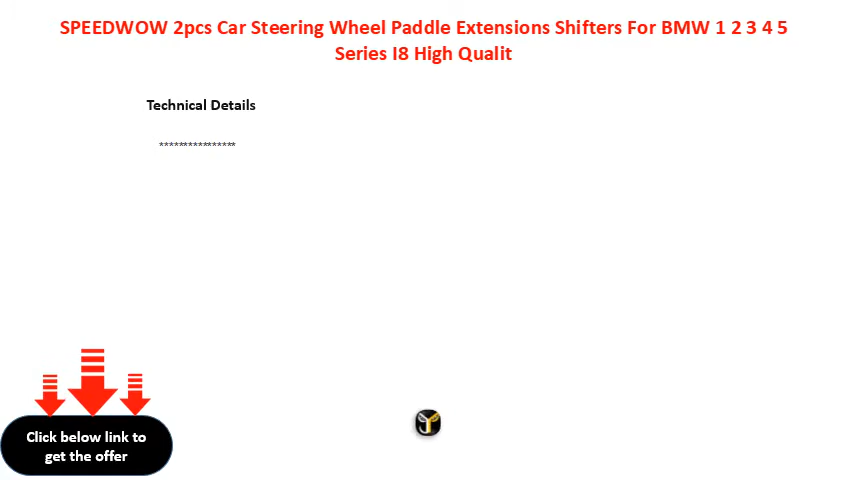 SPEEDWOW 2pcs Car Steering Wheel Paddle Extensions Shifters For BMW 1 2 3 4 5
Series I8 High Qualit
Technical Details
****************
Click below link to
get the offer